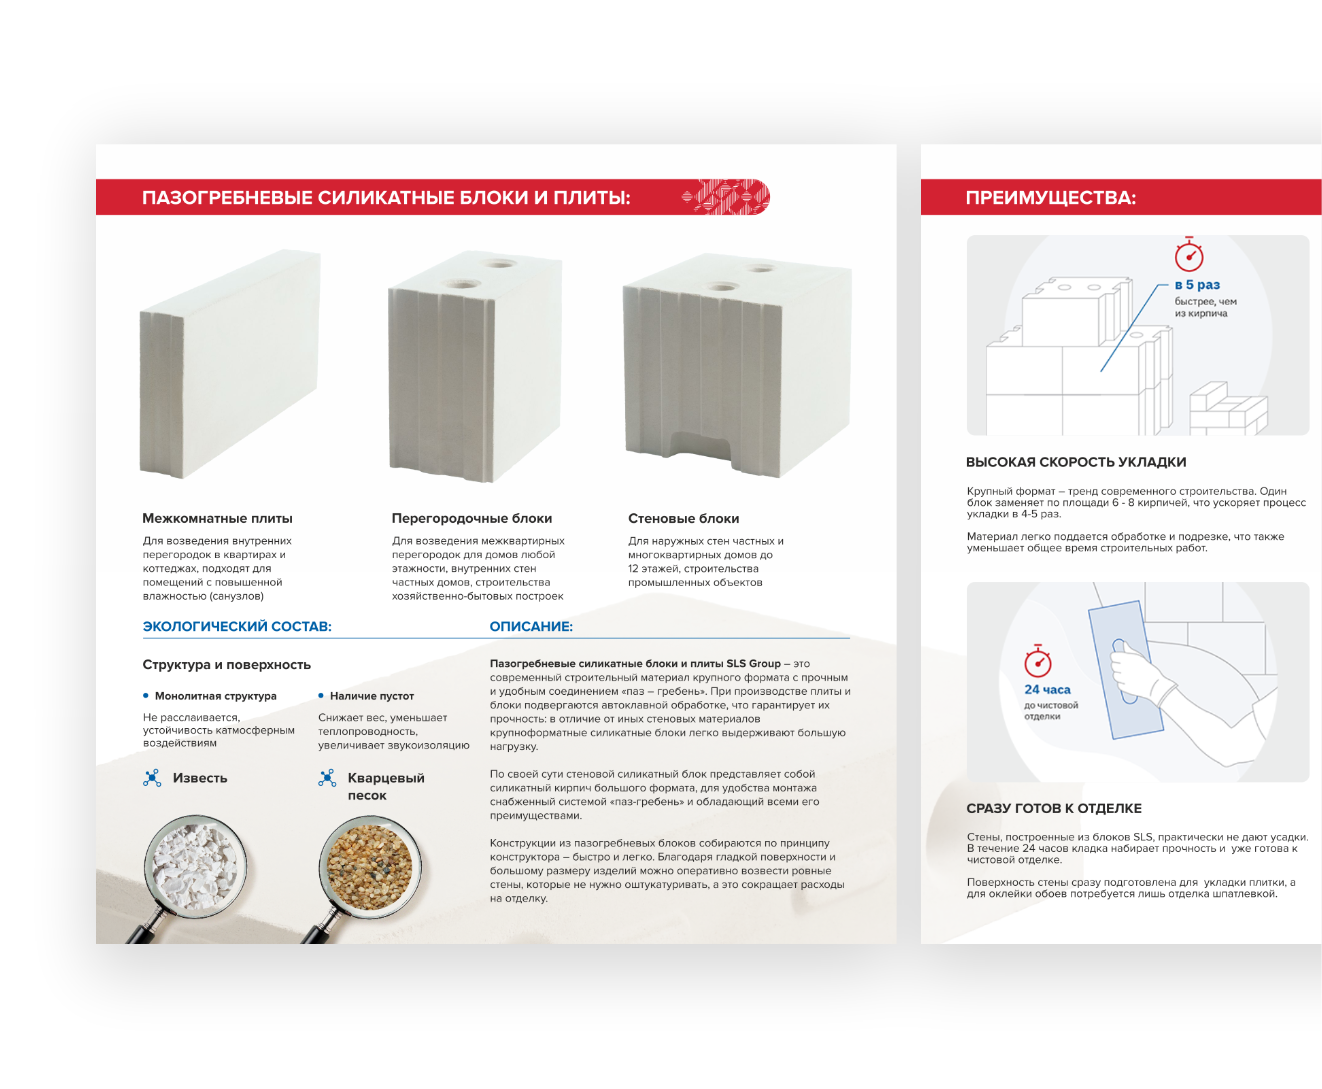 ПАЗОГРЕБНЕВЫЕ СИЛИКАТНЫЕ БЛОКИ И ПЛИТЫ:
Межкомнатные плиты
Для возведения внутренних
перегородок в квартирах и
коттеджах, подходят для
помещений с повышенной
влажностью (санузлов)
Перегородочные блоки
Для возведения межквартирных
перегородок для домов любой
этажности, внутренних стен
частных домов, строительства
хозяйственно-бытовых построек
Стеновые блоки
Для наружных стен частных и
многоквартирных домов до
12 этажей, строительства
промышленных объектов
ЭКОЛОГИЧЕСКИЙ СОСТАВ:
Структура и поверхность
Монолитная структура
Не расслаивается,
устойчивость катмосферным
воздействиям
Наличие пустот
Снижает вес, уменьшает
теплопроводность,
увеличивает звукоизоляцию
Известь
Кварцевый
песок
ОПИСАНИЕ:
Пазогребневые силикатные блоки и плиты SLS Group – это
современный строительный материал крупного формата с прочным
и удобным соединением «паз – гребень». При производстве плиты и
блоки подвергаются автоклавной обработке, что гарантирует их
прочность: в отличие от иных стеновых материалов
крупноформатные силикатные блоки легко выдерживают большую
нагрузку.
По своей сути стеновой силикатный блок представляет собой
силикатный кирпич большого формата, для удобства монтажа
снабженный системой «паз-гребень» и обладающий всеми его
преимуществами.
Конструкции из пазогребневых блоков собираются по принципу
конструктора – быстро и легко. Благодаря гладкой поверхности и
большому размеру изделий можно оперативно возвести ровные
стены, которые не нужно оштукатуривать, а это сокращает расходы
на отделку.
ПРЕИМУЩЕСТВА:
в 5 раз
быстрее, чем
из кирпича
ВЫСОКАЯ СКОРОСТЬ УКЛАДКИ
Крупный формат – тренд современного строительства. Один
блок заменяет по площади 6 - 8 кирпичей, что ускоряет процесс
укладки в 4-5 раз.
Материал легко поддается обработке и подрезке, что также
уменьшает общее время строительных работ.
24 часа
до чистовой
отделки
СРАЗУ ГОТОВ К ОТДЕЛКЕ
Стены, построенные из блоков SLS, практически не дают усадки.
В течение 24 часов кладка набирает прочность и  уже готова к
чистовой отделке.
Поверхность стены сразу подготовлена для  укладки плитки, а
для оклейки обоев потребуется лишь отделка шпатлевкой.